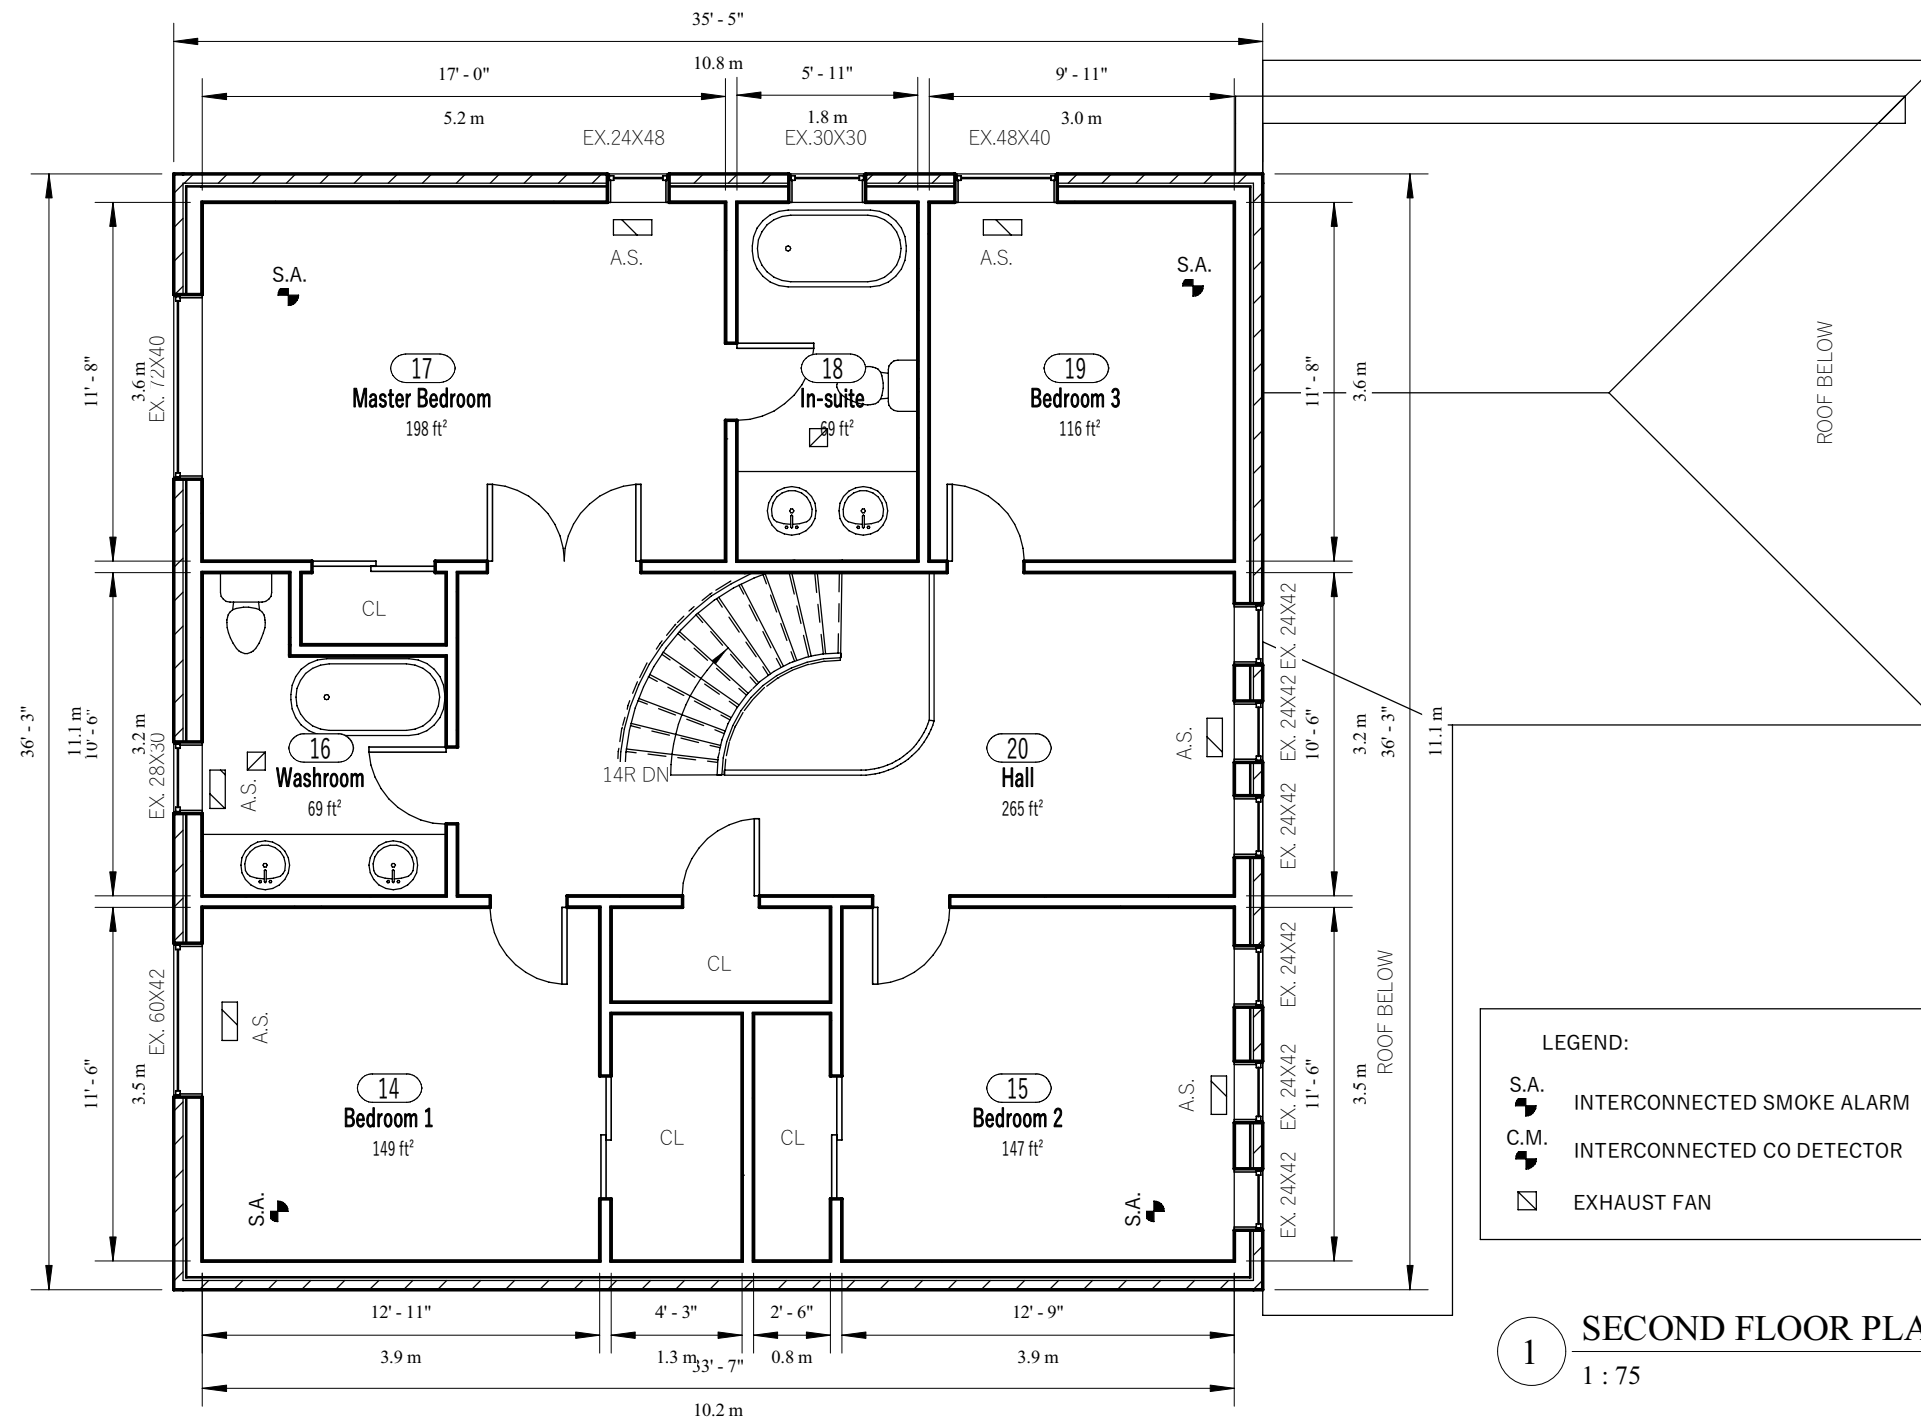 35' - 5"
10.8 m
17' - 0"
5.2 m
5' - 11"
1.8 m
9' - 11"
3.0 m
EX.24X48
EX.30X30
EX.48X40
A.S.
A.S.
S.A.
S.A.
17
Master Bedroom
198 ft²
18
In-suite
69 ft²
19
Bedroom 3
116 ft²
11' - 8"
3.6 m
EX. 72X40
11' - 8"
3.6 m
ROOF BELOW
CL
36' - 3"
11.1 m
10' - 6"
3.2 m
EX. 28X30
16
Washroom
69 ft²
A.S.
14R DN
20
Hall
265 ft²
A.S.
EX. 24X42
EX. 24X42
EX. 24X42
10' - 6"
3.2 m
36' - 3"
11.1 m
CL
11' - 6"
3.5 m
EX. 60X42
A.S.
14
Bedroom 1
149 ft²
S.A.
CL
CL
15
Bedroom 2
147 ft²
A.S.
S.A.
EX. 24X42
EX. 24X42
EX. 24X42
11' - 6"
3.5 m
ROOF BELOW
LEGEND:
S.A.
INTERCONNECTED SMOKE ALARM
C.M.
INTERCONNECTED CO DETECTOR
EXHAUST FAN
12' - 11"
3.9 m
4' - 3"
1.3 m
2' - 6"
0.8 m
12' - 9"
3.9 m
33' - 7"
10.2 m
1
SECOND FLOOR PLA
1 : 75